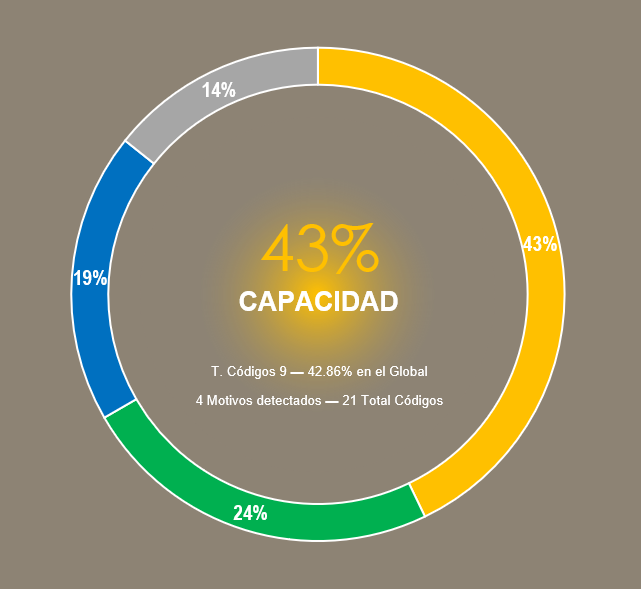 14%
43%
43%
19%
CAPACIDAD
T. Códigos 9 — 42.86% en el Global
4 Motivos detectados — 21 Total Códigos
24%